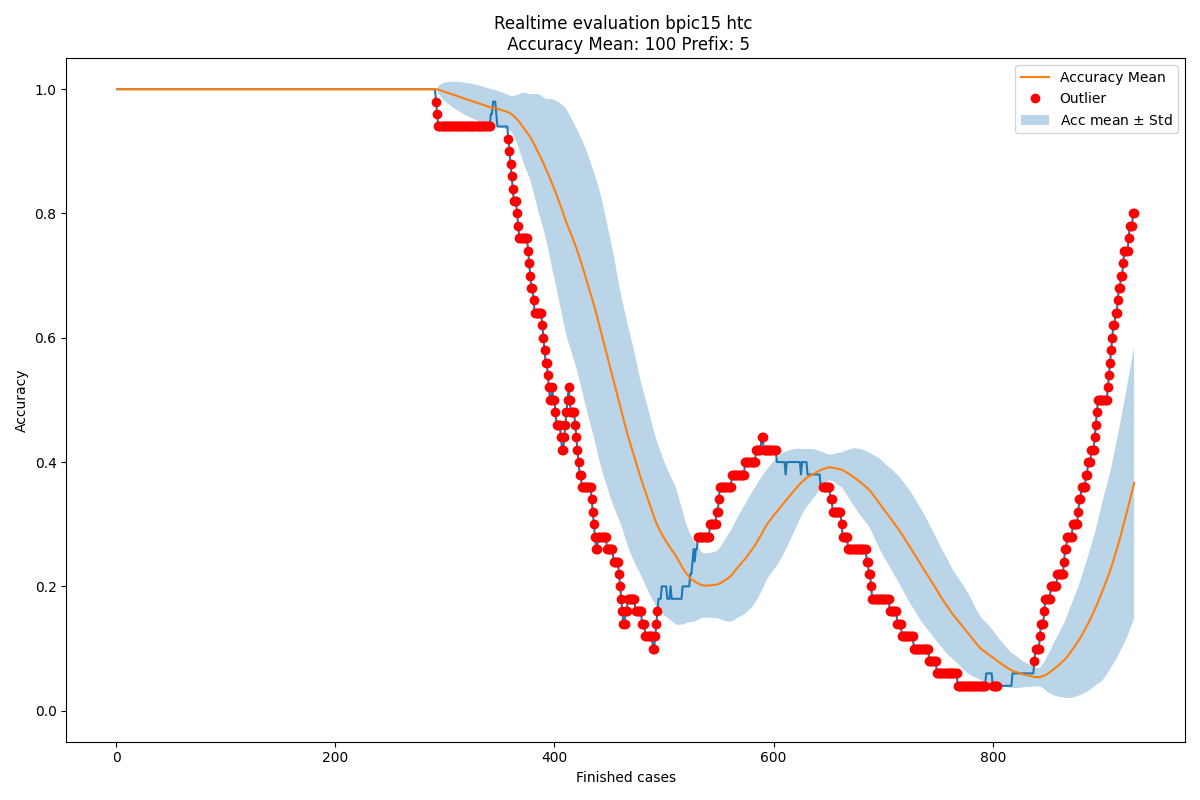 Realtime evaluation bpic15 htc
Accuracy Mean: 100 Prefix: 5
Accuracy Mean
Outlier
Acc mean ± Std
Accuracy
1.0
0.8
0.6
0.4
0.2
0.0
0
200
400
600
800
Finished cases